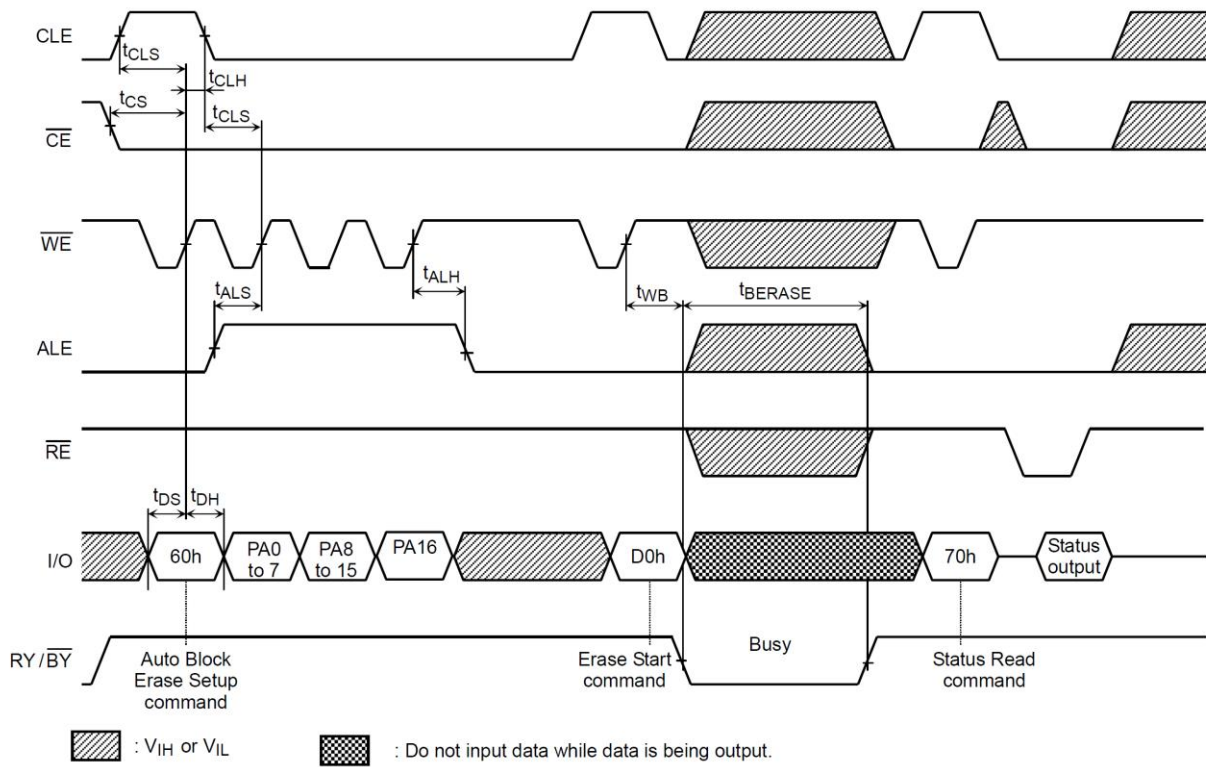 CLE
tCLS
tCLH
tCS
tCLS
CE
WE
tALS
tALH
tWB
tBERASE
ALE
RE
tDS
tDH
I/O
60h
PA0
to 7
PA8
to 15
PA16
D0h
70h
Status
output
RY / BY
Busy
Auto Block
Erase Setup
command
Erase Start
command
Status Read
command
: VIH or VIL
: Do not input data while data is being output.